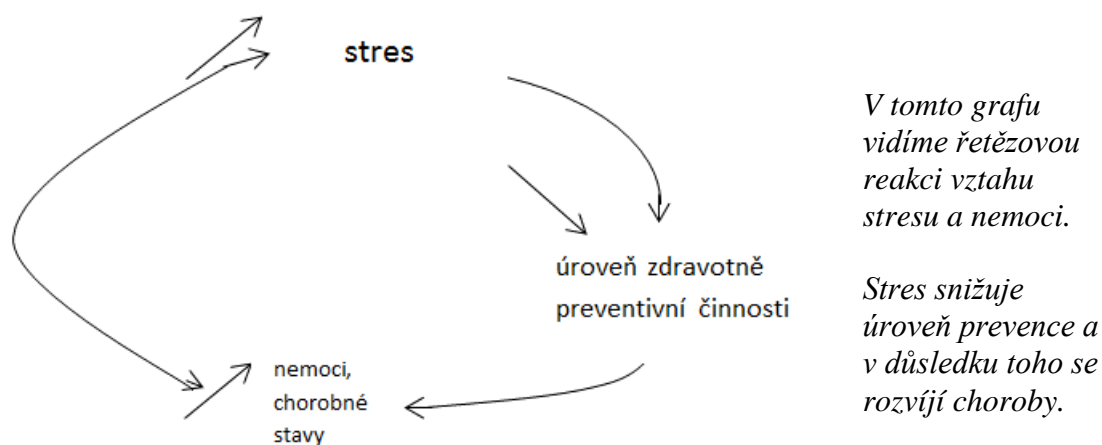 stres
úroveň zdravotně
preventivní činnosti
nemoci,
chorobné
stavy
V tomto grafu
vidíme řetězovou
reakci vztahu
stresu a nemoci.
Stres snižuje
úroveň prevence a
v důsledku toho se
rozvíjí choroby.